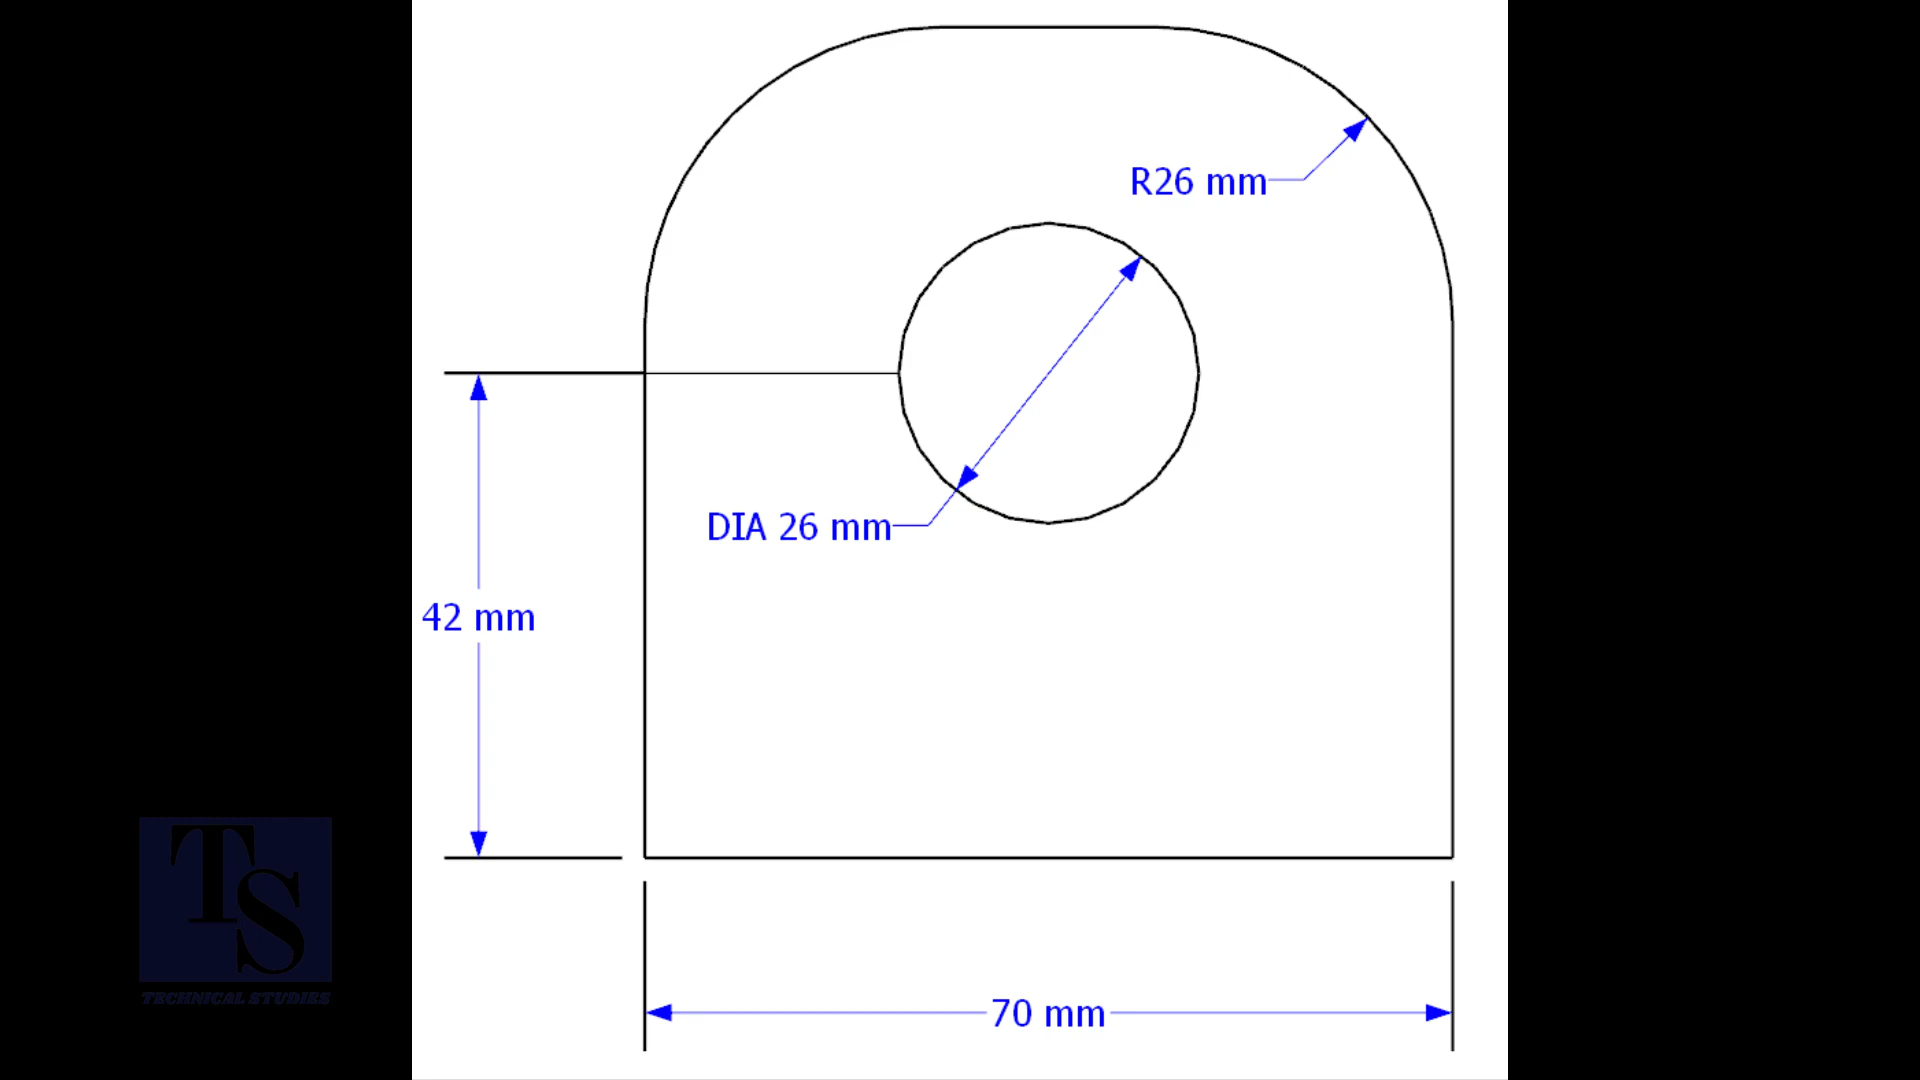 R26 mm
DIA 26 mm
42 mm
70 mm
TS
TECHNICAL STUDIES